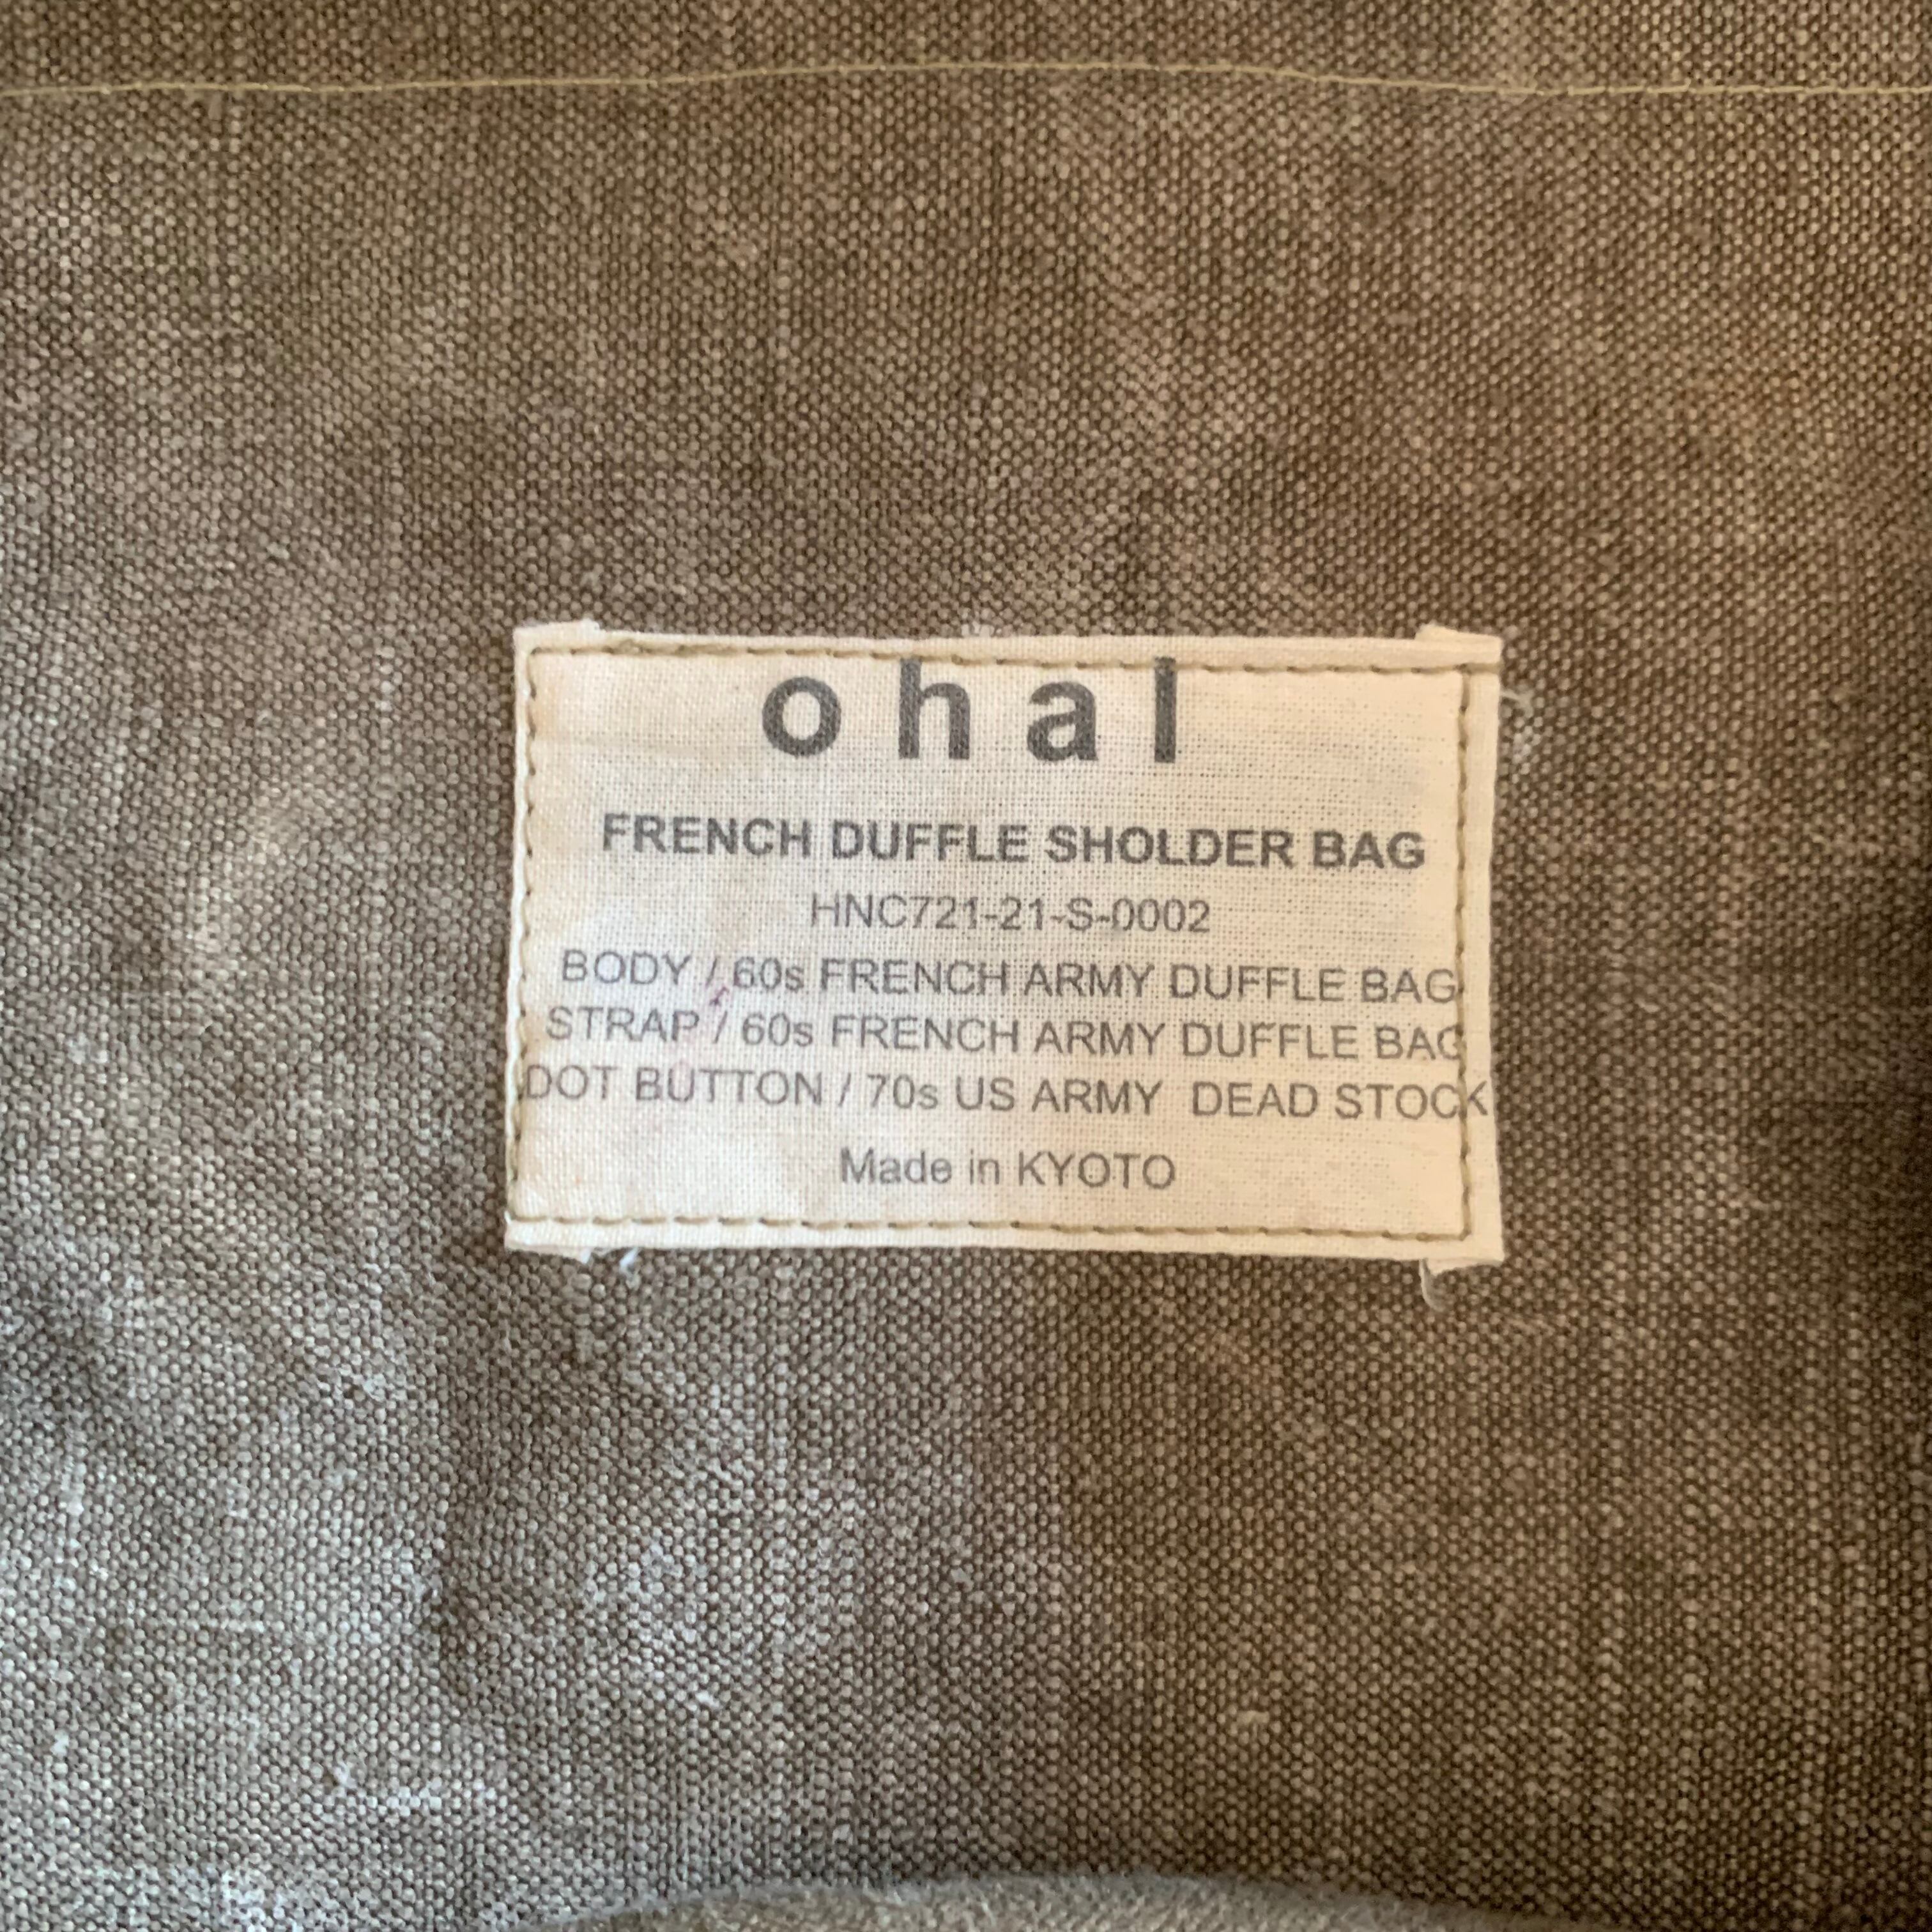 ohal
FRENCH DUFFLE SHOLDER BAG
HNC721-21-S-0002
BODY / 60s FRENCH ARMY DUFFLE BAG
STRAP / 60s FRENCH ARMY DUFFLE BAG
DOT BUTTON / 70s US ARMY DEAD STOCK
Made in KYOTO